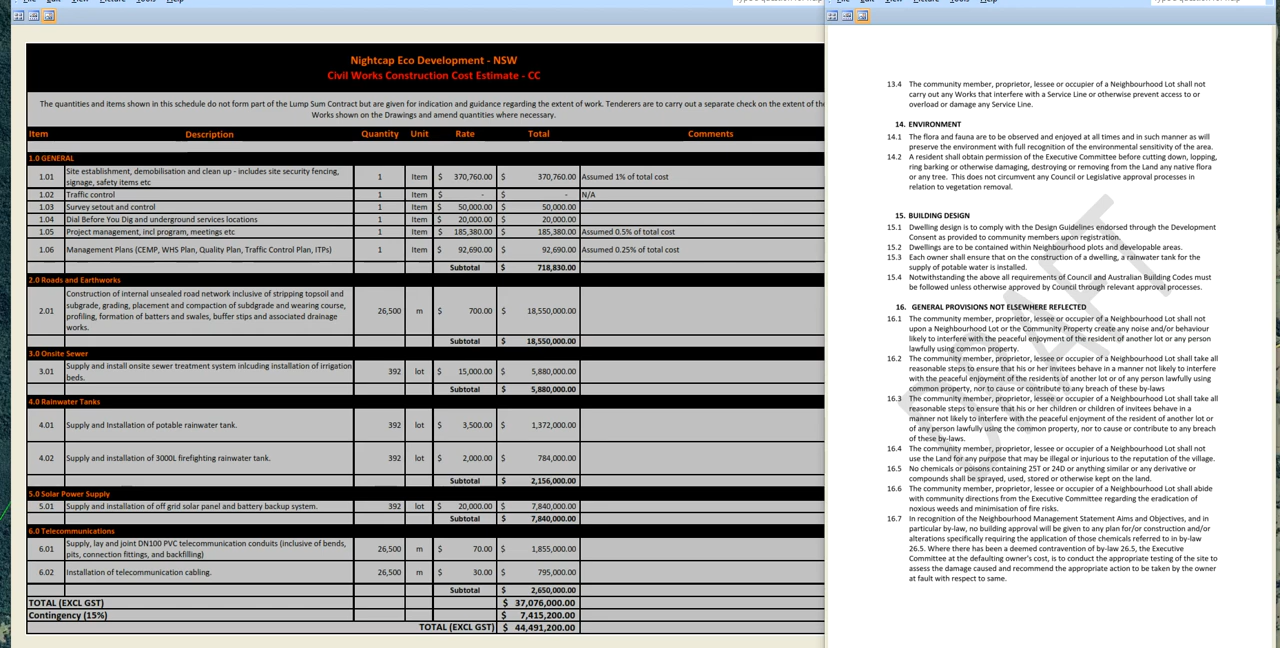 Nightcap Eco Development - NSW
Civil Works Construction Cost Estimate - CC
The quantities and items shown in this schedule do not form part of the Lump Sum Contract but are given for indication and guidance regarding the extent of work. Tenderers are to carry out a separate check on the extent of the
Works shown on the Drawings and amend quantities where necessary.
Item Description Quantity Unit Rate Total Comments
1.0 GENERAL
1.01 Site establishment, demobilisation and clean up - includes site security fencing, signage, safety items etc 1 Item $ 370,760.00 $ 370,760.00 Assumed 1% of total cost
1.02 Traffic control 1 Item $ - $ - N/A
1.03 Survey setout and control 1 Item $ 50,000.00 $ 50,000.00
1.04 Dial Before You Dig and underground services locations 1 Item $ 20,000.00 $ 20,000.00
1.05 Project management, incl program, meetings etc 1 Item $ 185,380.00 $ 185,380.00 Assumed 0.5% of total cost
1.06 Management Plans (CEMP, WHS Plan, Quality Plan, Traffic Control Plan, ITPs) 1 Item $ 92,690.00 $ 92,690.00 Assumed 0.25% of total cost
Subtotal $ 718,830.00
2.0 Roads and Earthworks
2.01 Construction of internal unsealed road network inclusive of stripping topsoil and subgrade, grading, placement and compaction of subdgrade and wearing course, profiling, formation of batters and swales, buffer stips and associated drainage works. 26,500 m $ 700.00 $ 18,550,000.00
Subtotal $ 18,550,000.00
3.0 Onsite Sewer
3.01 Supply and install onsite sewer treatment system inlcuding installation of irrigation beds. 392 lot $ 15,000.00 $ 5,880,000.00
Subtotal $ 5,880,000.00
4.0 Rainwater Tanks
4.01 Supply and Installation of potable rainwater tank. 392 lot $ 3,500.00 $ 1,372,000.00
4.02 Supply and installation of 3000L firefighting rainwater tank. 392 lot $ 2,000.00 $ 784,000.00
Subtotal $ 2,156,000.00
5.0 Solar Power Supply
5.01 Supply and installation of off grid solar panel and battery backup system. 392 lot $ 20,000.00 $ 7,840,000.00
Subtotal $ 7,840,000.00
6.0 Telecommunications
6.01 Supply, lay and joint DN100 PVC telecommunication conduits (inclusive of bends, pits, connection fittings, and backfilling) 26,500 m $ 70.00 $ 1,855,000.00
6.02 Installation of telecommunication cabling. 26,500 m $ 30.00 $ 795,000.00
Subtotal $ 2,650,000.00
TOTAL (EXCL GST) $ 37,076,000.00
Contingency (15%) $ 7,415,200.00
TOTAL (EXCL GST) $ 44,491,200.00
13.4 The community member, proprietor, lessee or occupier of a Neighbourhood Lot shall not
carry out any Works that interfere with a Service Line or otherwise prevent access to or
overload or damage any Service Line.
14. ENVIRONMENT
14.1 The flora and fauna are to be observed and enjoyed at all times and in such manner as will
preserve the environment with full recognition of the environmental sensitivity of the area.
14.2 A resident shall obtain permission of the Executive Committee before cutting down, lopping,
ring barking or otherwise damaging, destroying or removing from the Land any native flora
or any tree. This does not circumvent any Council or Legislative approval processes in
relation to vegetation removal.
15. BUILDING DESIGN
15.1 Dwelling design is to comply with the Design Guidelines endorsed through the Development
Consent as provided to community members upon registration.
15.2 Dwellings are to be contained within Neighbourhood plots and developable areas.
15.3 Each owner shall ensure that on the construction of a dwelling, a rainwater tank for the
supply of potable water is installed.
15.4 Notwithstanding the above all requirements of Council and Australian Building Codes must
be followed unless otherwise approved by Council through relevant approval processes.
16. GENERAL PROVISIONS NOT ELSEWHERE REFLECTED
16.1 The community member, proprietor, lessee or occupier of a Neighbourhood Lot shall not
upon a Neighbourhood Lot or the Community Property create any noise and/or behaviour
likely to interfere with the peaceful enjoyment of the resident of another lot or any person
lawfully using common property.
16.2 The community member, proprietor, lessee or occupier of a Neighbourhood Lot shall take all
reasonable steps to ensure that his or her invitees behave in a manner not likely to interfere
with the peaceful enjoyment of the residents of another lot or of any person lawfully using
common property, nor to cause or contribute to any breach of these by-laws
16.3 The community member, proprietor, lessee or occupier of a Neighbourhood Lot shall take all
reasonable steps to ensure that his or her children or children of invitees behave in a
manner not likely to interfere with the peaceful enjoyment of the resident of another lot or
of any person lawfully using the common property, nor to cause or contribute to any breach
of these by-laws.
16.4 The community member, proprietor, lessee or occupier of a Neighbourhood Lot shall not
use the Land for any purpose that may be illegal or injurious to the reputation of the village.
16.5 No chemicals or posions containing 25T or 24D or anything similar or any derivative or
compounds shall be sprayed, used, stored or otherwise kept on the land.
16.6 The community member, proprietor, lessee or occupier of a Neighbourhood Lot shall abide
with community directions from the Executive Committee regarding the eradication of
noxious weeds and minimisation of fire risks.
16.7 In recognition of the Neighbourhood Management Statement Aims and Objectives, and in
particular by-law, no building approval will be given to any plan for/or construction and/or
alterations specifically requiring the application of those chemicals referred to in by-law
26.5. Where there has been a deemed contravention of by-law 26.5, the Executive
Committee at the defaulting owner's cost, is to conduct the appropriate testing of the site to
assess the damage caused and recommend the appropriate action to be taken by the owner
at fault with respect to same.
DRAFT